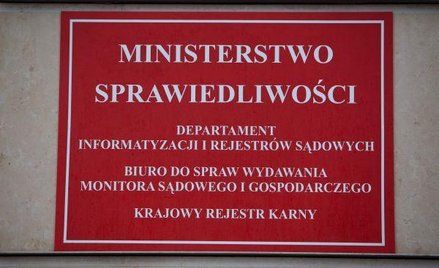 MINISTERSTWO
SPRAWIEDLIWOŚCI
DEPARTAMENT
INFORMATYZACJI I REJESTRÓW SĄDOWYCH
BIURO DO SPRAW WYDAWANIA
MONITORA SĄDOWEGO I GOSPODARCZEGO
KRAJOWY REJESTR KARNY